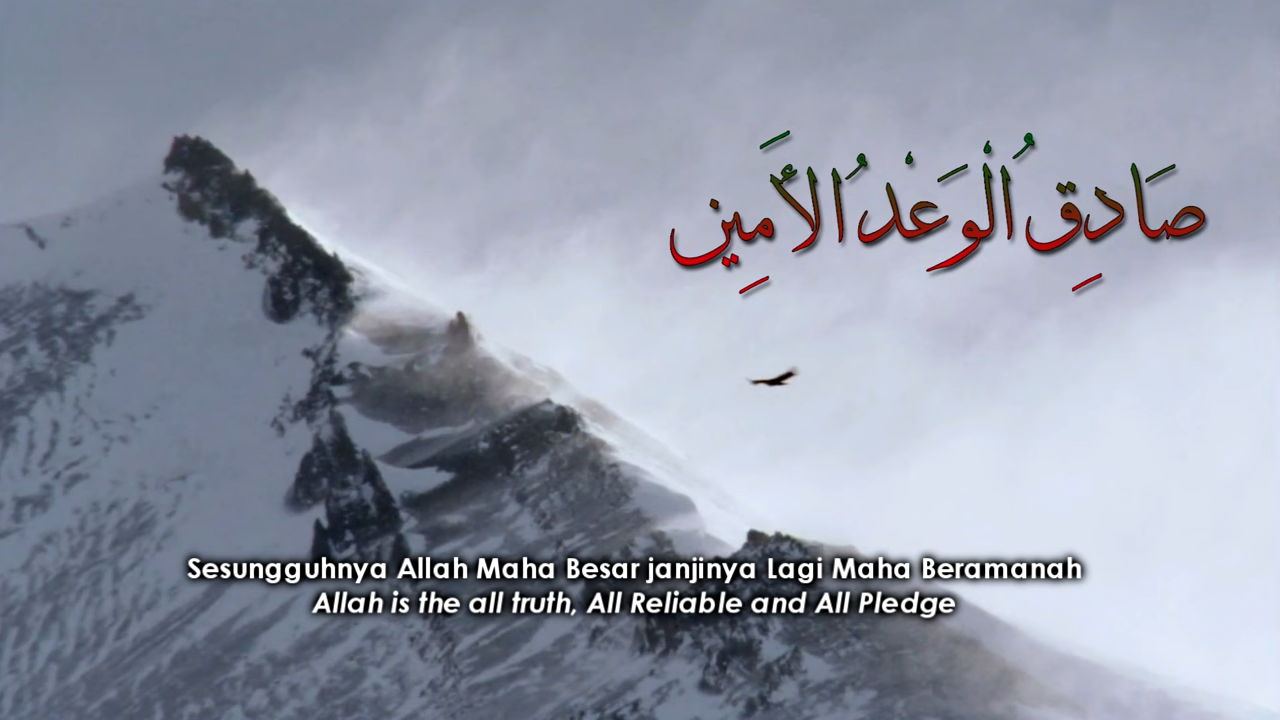 صَادِقِ الْوَعْدُ الأَمَِين
Sesungguhnya Allah Maha Besar janjinya Lagi Maha Beramanah
Allah is the all truth, All Reliable and All Pledge